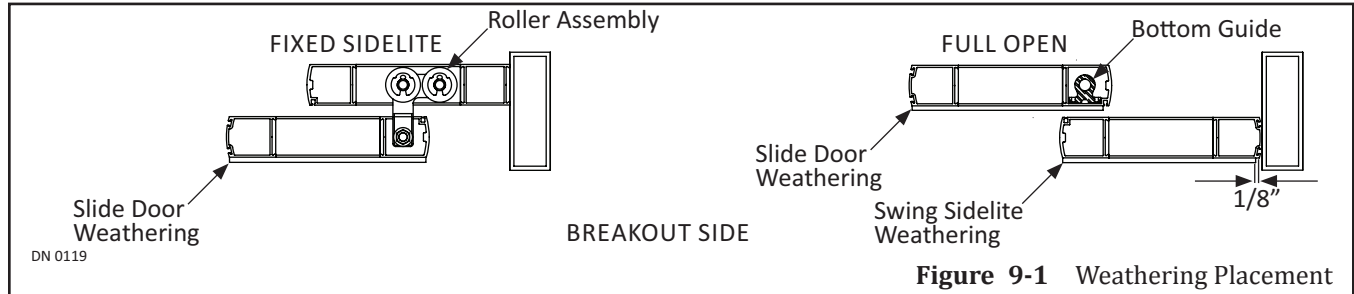 Roller Assembly
FIXED SIDELITE
Slide Door
Weathering
DN 0119
BREAKOUT SIDE
FULL OPEN
Bottom Guide
Slide Door
Weathering
Swing Sidelite
Weathering
1/8”
Figure 9-1 Weathering Placement